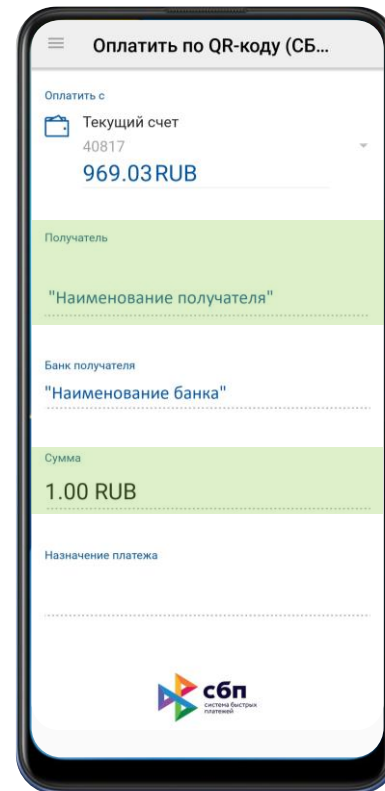 Оплатить по QR-коду (СБ...
Оплатить с
Текущий счет
40817
969.03 RUB
Получатель
"Наименование получателя"
Банк получателя
"Наименование банка"
Сумма
1.00 RUB
Назначение платежа
сбп
система быстрых
платежей